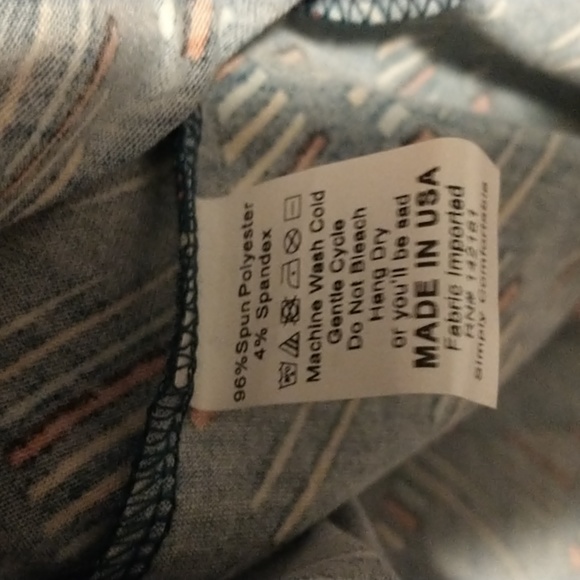 96%Spun Polyester
4% Spandex
Machine Wash Cold
Gentle Cycle
Do Not Bleach
Hang Dry
or you'll be sad
MADE IN USA
Fabric Imported
RN# 142181
Simply Comfortable